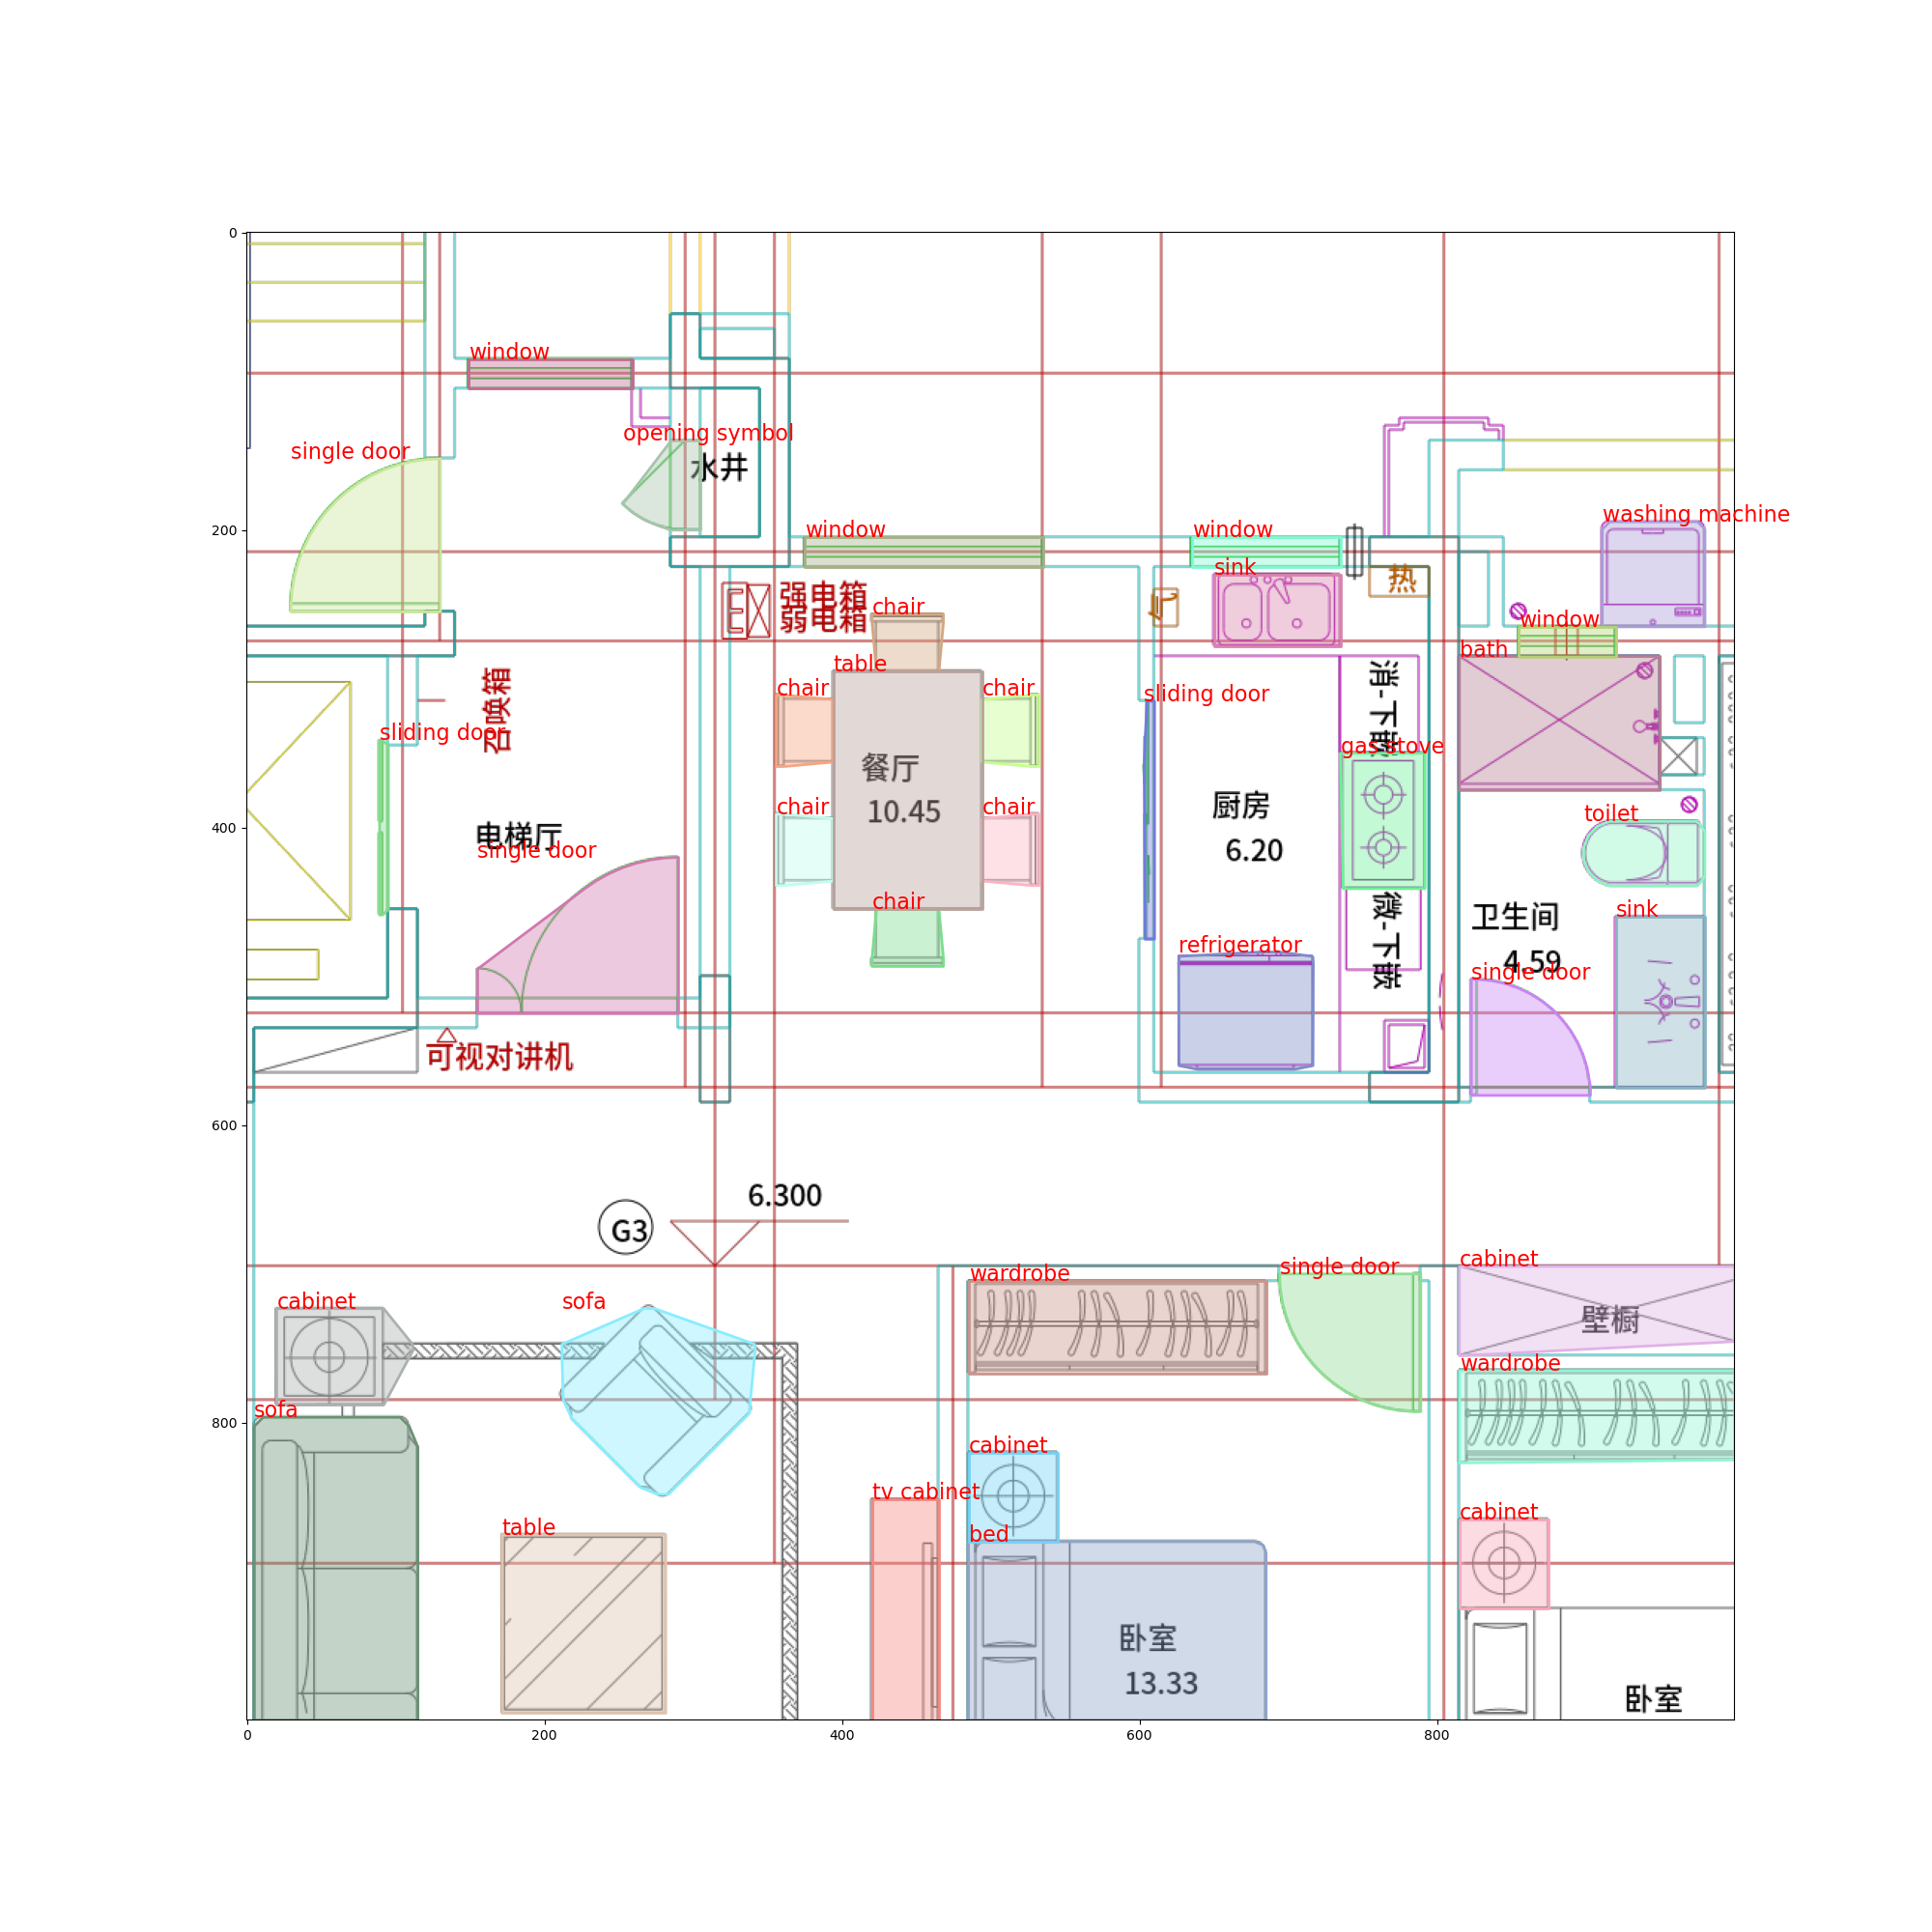 0
window
opening symbol
single door
水井
200
window
window
washing machine
sink
热
强电箱
弱电箱
chair
window
bath
table
召唤箱
chair
chair
sliding door
消-下嵌
sliding door
gas stove
餐厅
10.45
厨房
6.20
chair
chair
toilet
400
电梯厅
single door
chair
微-下嵌
卫生间
4.59
sink
refrigerator
single door
可视对讲机
600
6.300
G3
cabinet
single door
wardrobe
cabinet
sofa
壁橱
wardrobe
sofa
800
cabinet
tv cabinet
cabinet
table
bed
卧室
13.33
卧室
0
200
400
600
800